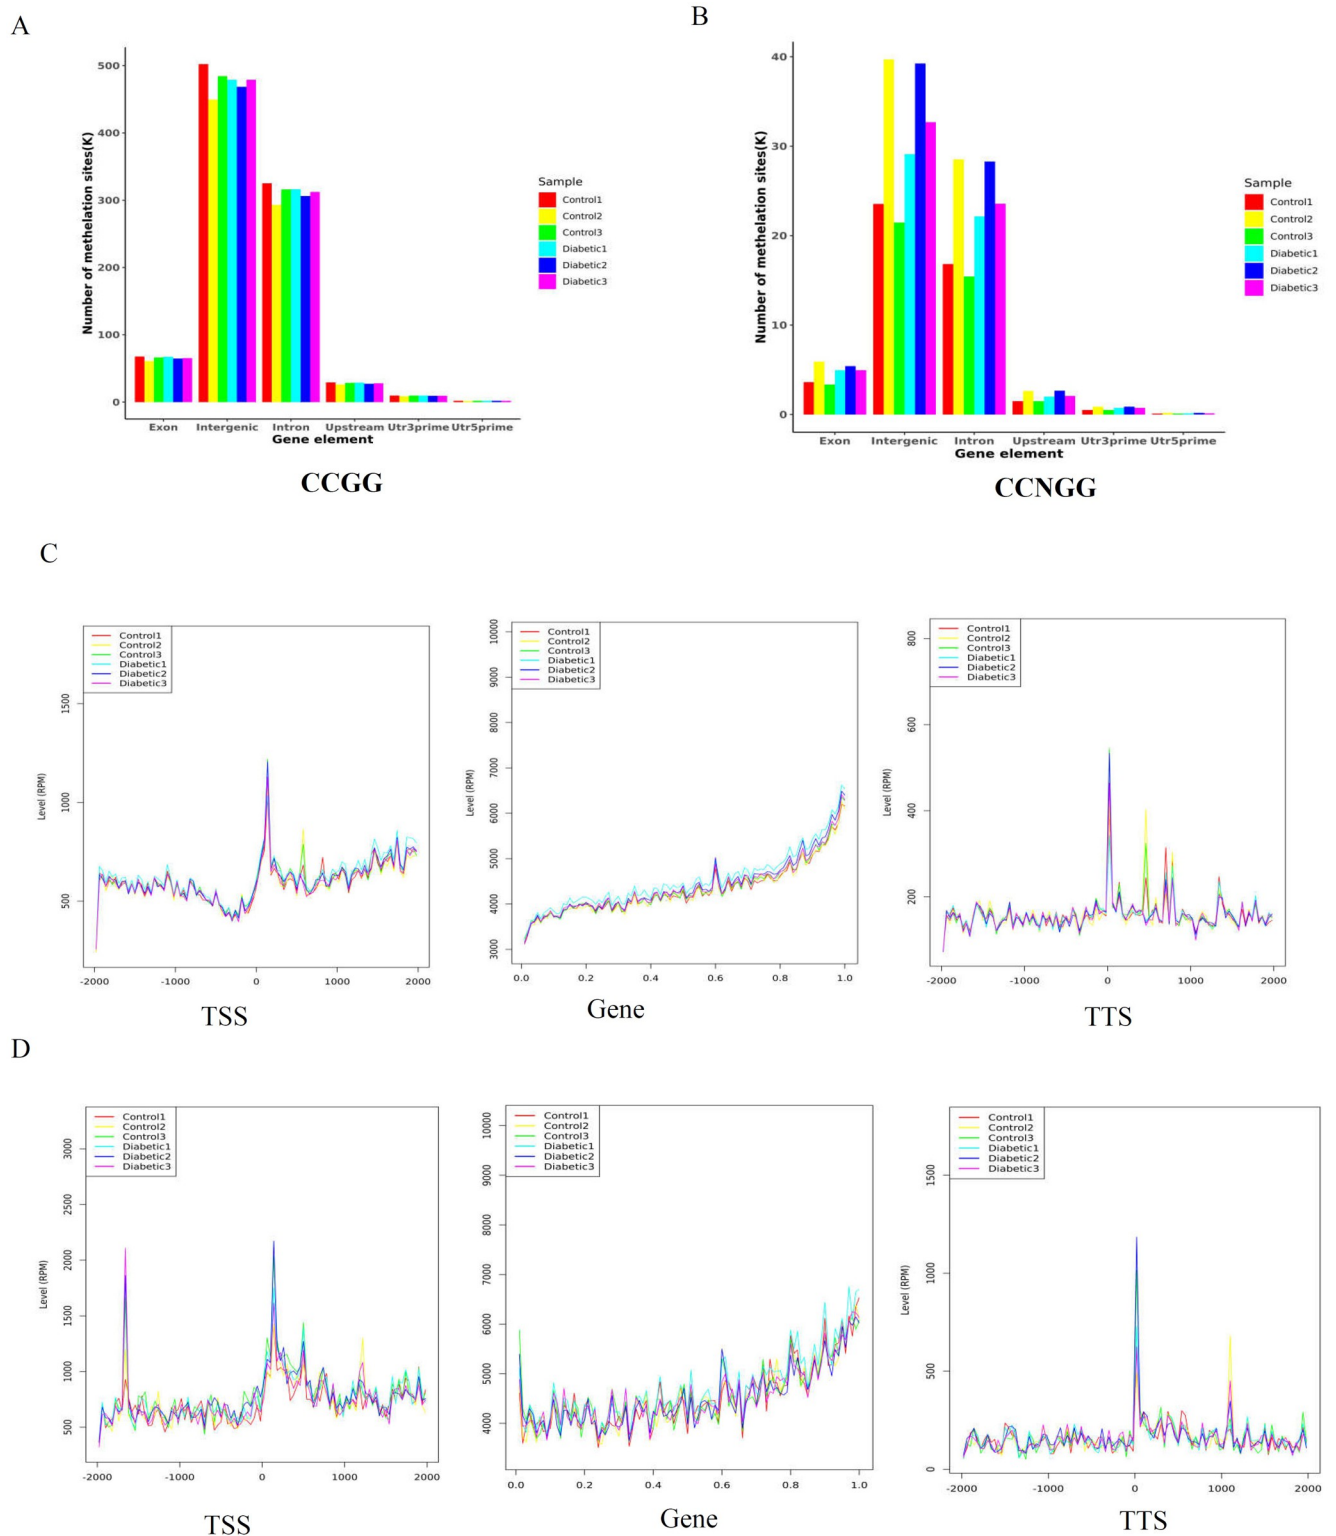 A
B
Number of methelation sites(K)
500
400
300
200
100
0
Exon Intergenic Intron Upstream Utr3prime Utr5prime
Gene element
Sample
Control1
Control2
Control3
Diabetic1
Diabetic2
Diabetic3
CCGG
Number of methelation sites(K)
40
30
20
10
0
Exon Intergenic Intron Upstream Utr3prime Utr5prime
Gene element
Sample
Control1
Control2
Control3
Diabetic1
Diabetic2
Diabetic3
CCNGG
C
Control1
Control2
Control3
Diabetic1
Diabetic2
Diabetic3
Level (RPM)
1500
1000
500
-2000 -1000 0 1000 2000
TSS
Control1
Control2
Control3
Diabetic1
Diabetic2
Diabetic3
Level (RPM)
10000
9000
8000
7000
6000
5000
4000
3000
0.0 0.2 0.4 0.6 0.8 1.0
Gene
Control1
Control2
Control3
Diabetic1
Diabetic2
Diabetic3
Level (RPM)
800
600
400
200
-2000 -1000 0 1000 2000
TTS
D
Control1
Control2
Control3
Diabetic1
Diabetic2
Diabetic3
Level (RPM)
3000
2500
2000
1500
1000
500
-2000 -1000 0 1000 2000
TSS
Control1
Control2
Control3
Diabetic1
Diabetic2
Diabetic3
Level (RPM)
10000
9000
8000
7000
6000
5000
4000
0.0 0.2 0.4 0.6 0.8 1.0
Gene
Control1
Control2
Control3
Diabetic1
Diabetic2
Diabetic3
Level (RPM)
1500
1000
500
0
-2000 -1000 0 1000 2000
TTS